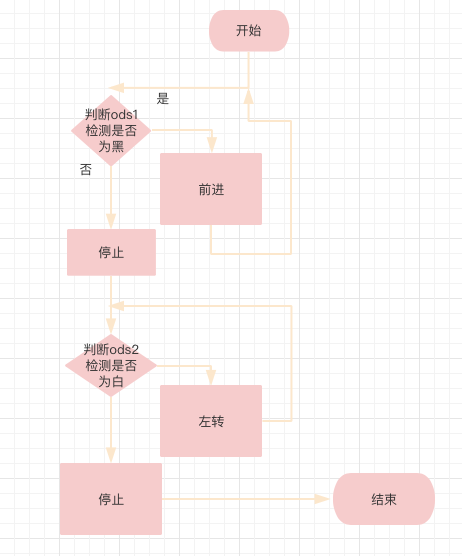 开始
是
判断ods1
检测是否
为黑
否
前进
停止
判断ods2
检测是否
为白
左转
停止
结束